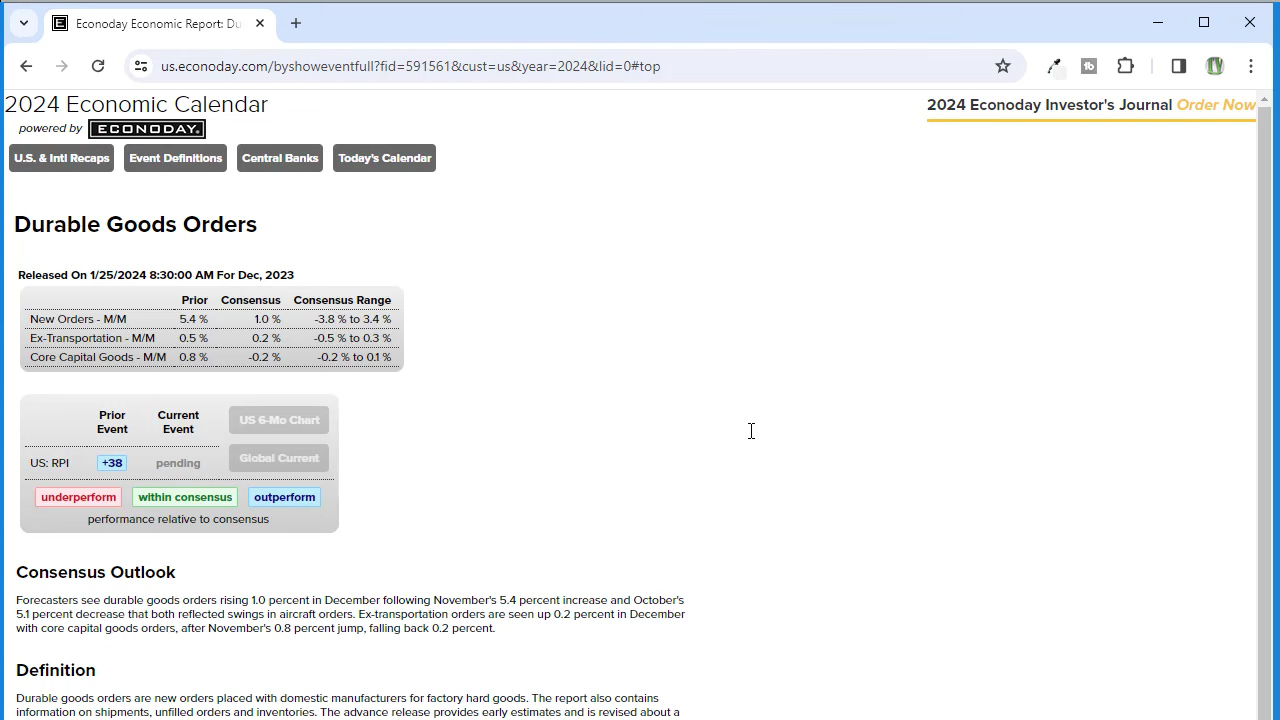 Econoday Economic Report: Du
us.econoday.com/byshoweventfull?fid=591561&cust=us&year=2024&lid=0#top
2024 Economic Calendar
2024 Econoday Investor's Journal Order Now
powered by ECONODAY
U.S. & Intl Recaps Event Definitions Central Banks Today's Calendar
Durable Goods Orders
Released On 1/25/2024 8:30:00 AM For Dec, 2023
Prior Consensus Consensus Range
New Orders - M/M 5.4 % 1.0 % -3.8 % to 3.4 %
Ex-Transportation - M/M 0.5 % 0.2 % -0.5 % to 0.3 %
Core Capital Goods - M/M 0.8 % -0.2 % -0.2 % to 0.1 %
Prior Event Current Event US 6-Mo Chart
Global Current
US: RPI +38 pending
underperform within consensus outperform
performance relative to consensus
Consensus Outlook
Forecasters see durable goods orders rising 1.0 percent in December following November's 5.4 percent increase and October's
5.1 percent decrease that both reflected swings in aircraft orders. Ex-transportation orders are seen up 0.2 percent in December
with core capital goods orders, after November's 0.8 percent jump, falling back 0.2 percent.
Definition
Durable goods orders are new orders placed with domestic manufacturers for factory hard goods. The report also contains
information on shipments, unfilled orders and inventories. The advance release provides early estimates and is revised about a